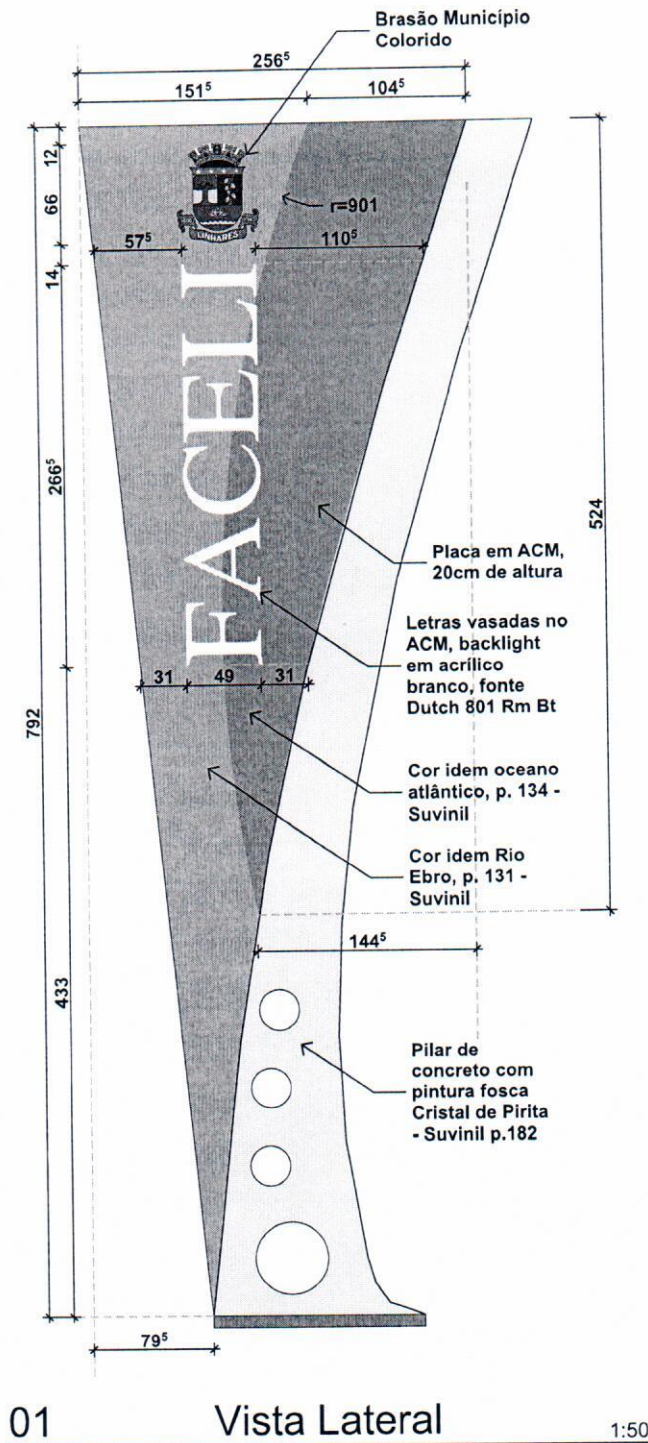 Brasão Município
Colorido
256⁵
151⁵
104⁵
12
66
r=901
LINHARES
57⁵
110⁵
14
FACELI
266⁵
524
Placa em ACM,
20cm de altura
Letras vasadas no
ACM, backlight
em acrílico
branco, fonte
Dutch 801 Rm Bt
31
49
31
792
Cor idem oceano
atlântico, p. 134 -
Suvinil
Cor idem Rio
Ebro, p. 131 -
Suvinil
144⁵
433
Pilar de
concreto com
pintura fosca
Cristal de Pirita
- Suvinil p.182
79⁵
01
Vista Lateral
1:50